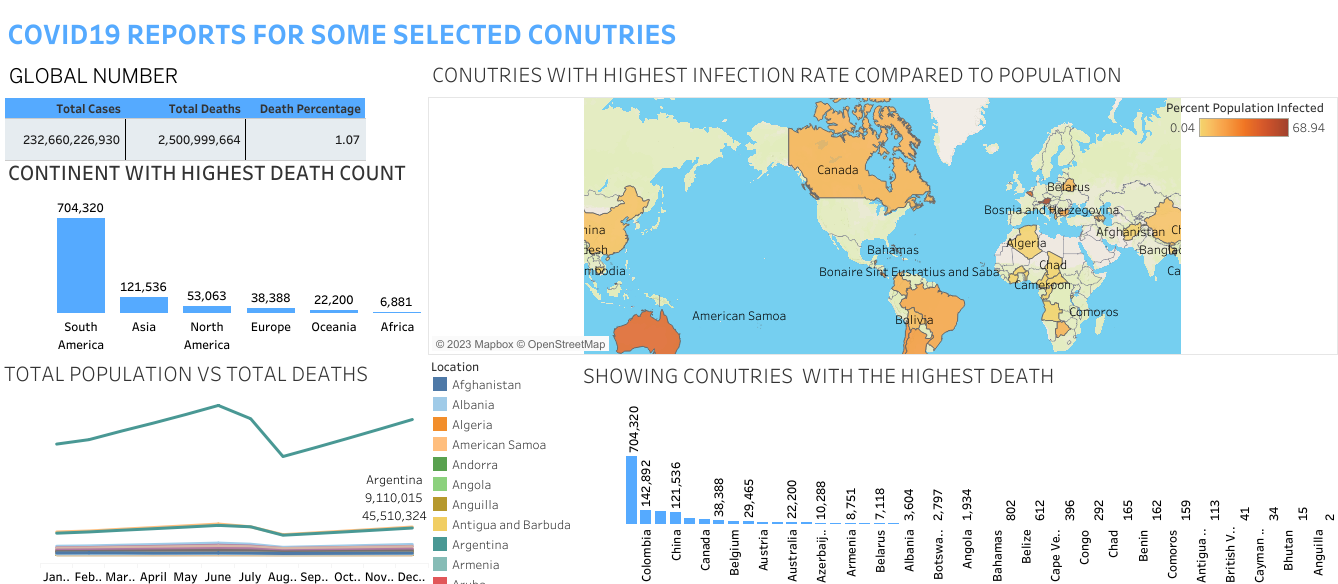 COVID19 REPORTS FOR SOME SELECTED CONUTRIES
GLOBAL NUMBER
Total Cases Total Deaths Death Percentage
232,660,226,930 2,500,999,664 1.07
CONTINENT WITH HIGHEST DEATH COUNT
704,320
121,536
53,063
38,388
22,200
6,881
South America
Asia
North America
Europe
Oceania
Africa
CONUTRIES WITH HIGHEST INFECTION RATE COMPARED TO POPULATION
Percent Population Infected
0.04 68.94
Canada
Belarus
Bosnia and Herzegovina
ina
Afghanistan
Ch
Algeria
Bahamas
desh
Banglac
Chad
mbodia
Bonaire Sint Eustatius and Saba
Ca
Cameroon
American Samoa
Bolivia
Comoros
© 2023 Mapbox © OpenStreetMap
TOTAL POPULATION VS TOTAL DEATHS
Argentina
9,110,015
45,510,324
Jan.. Feb.. Mar.. April May June July Aug.. Sep.. Oct.. Nov.. Dec..
Location
Afghanistan
Albania
Algeria
American Samoa
Andorra
Angola
Anguilla
Antigua and Barbuda
Argentina
Armenia
SHOWING CONUTRIES WITH THE HIGHEST DEATH
704,320
142,892
121,536
38,388
29,465
22,200
10,288
8,751
7,118
3,604
2,797
1,934
802
612
396
292
165
162
159
113
41
34
15
2
Colombia
China
Canada
Belgium
Austria
Australia
Azerbaij..
Armenia
Belarus
Albania
Botswa..
Angola
Bahamas
Belize
Cape Ve..
Congo
Chad
Benin
Comoros
Antigua ..
British V..
Cayman ..
Bhutan
Anguilla